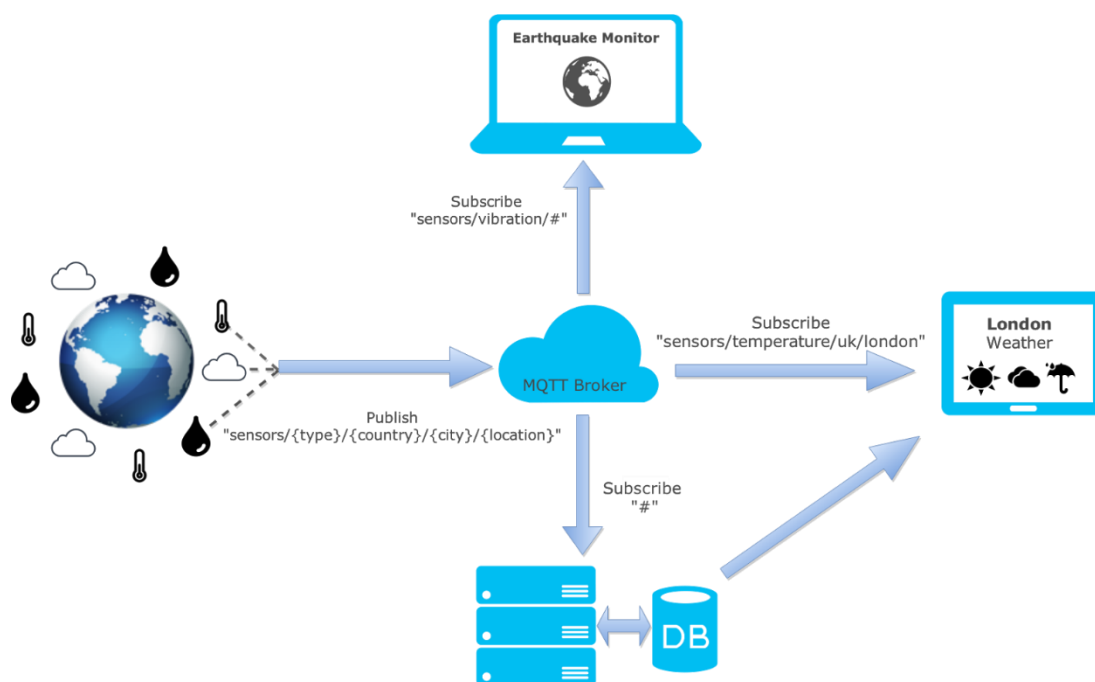 Earthquake Monitor
Subscribe
"sensors/vibration/#"
Subscribe
"sensors/temperature/uk/london"
London
Weather
MQTT Broker
Publish
"sensors/{type}/{country}/{city}/{location}"
Subscribe
"#"
DB